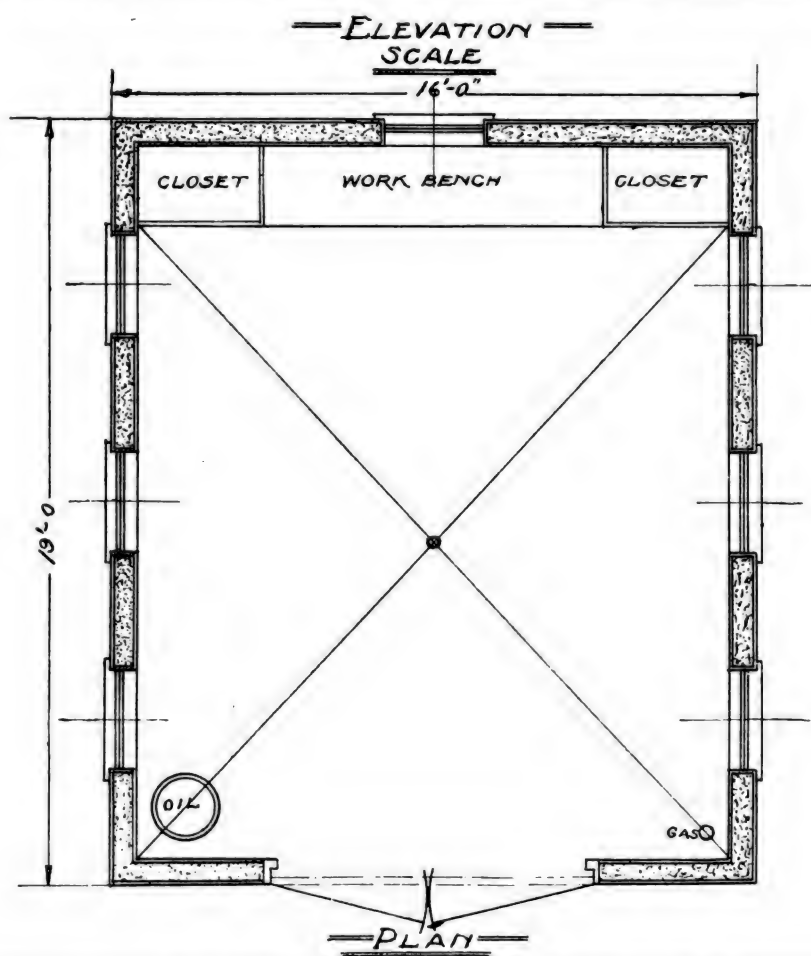 ELEVATION
SCALE
16'-0"
CLOSET WORK BENCH CLOSET
19'-0
OIL
GAS
PLAN